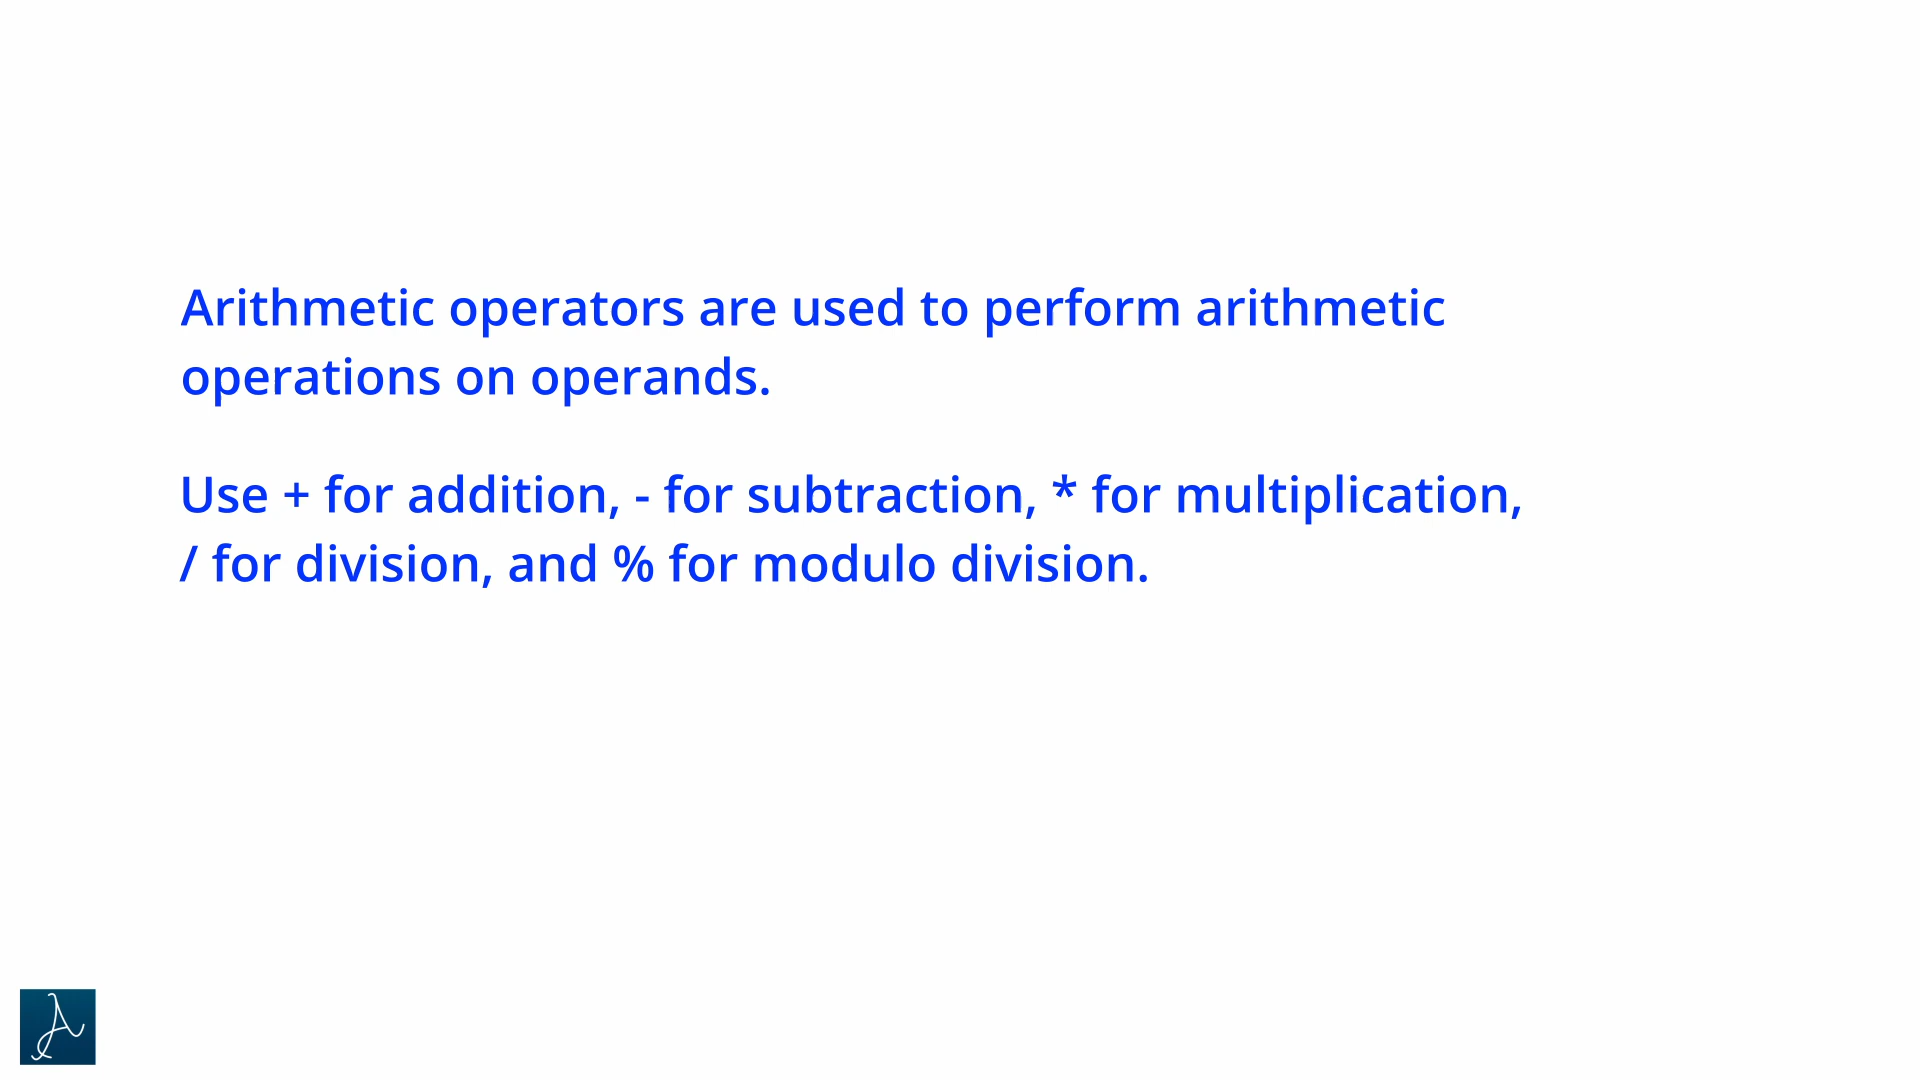 Arithmetic operators are used to perform arithmetic
operations on operands.
Use + for addition, - for subtraction, * for multiplication,
/ for division, and % for modulo division.
A